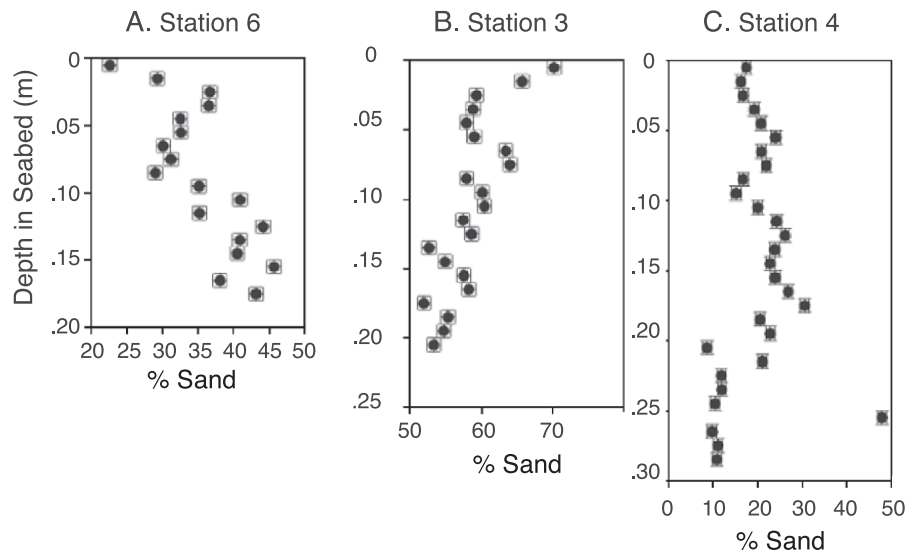 A. Station 6
B. Station 3
C. Station 4
Depth in Seabed (m)
0
.05
.10
.15
.20
20 25 30 35 40 45 50
% Sand
0
.05
.10
.15
.20
.25
50 60 70
% Sand
0
.05
.10
.15
.20
.25
.30
0 10 20 30 40 50
% Sand